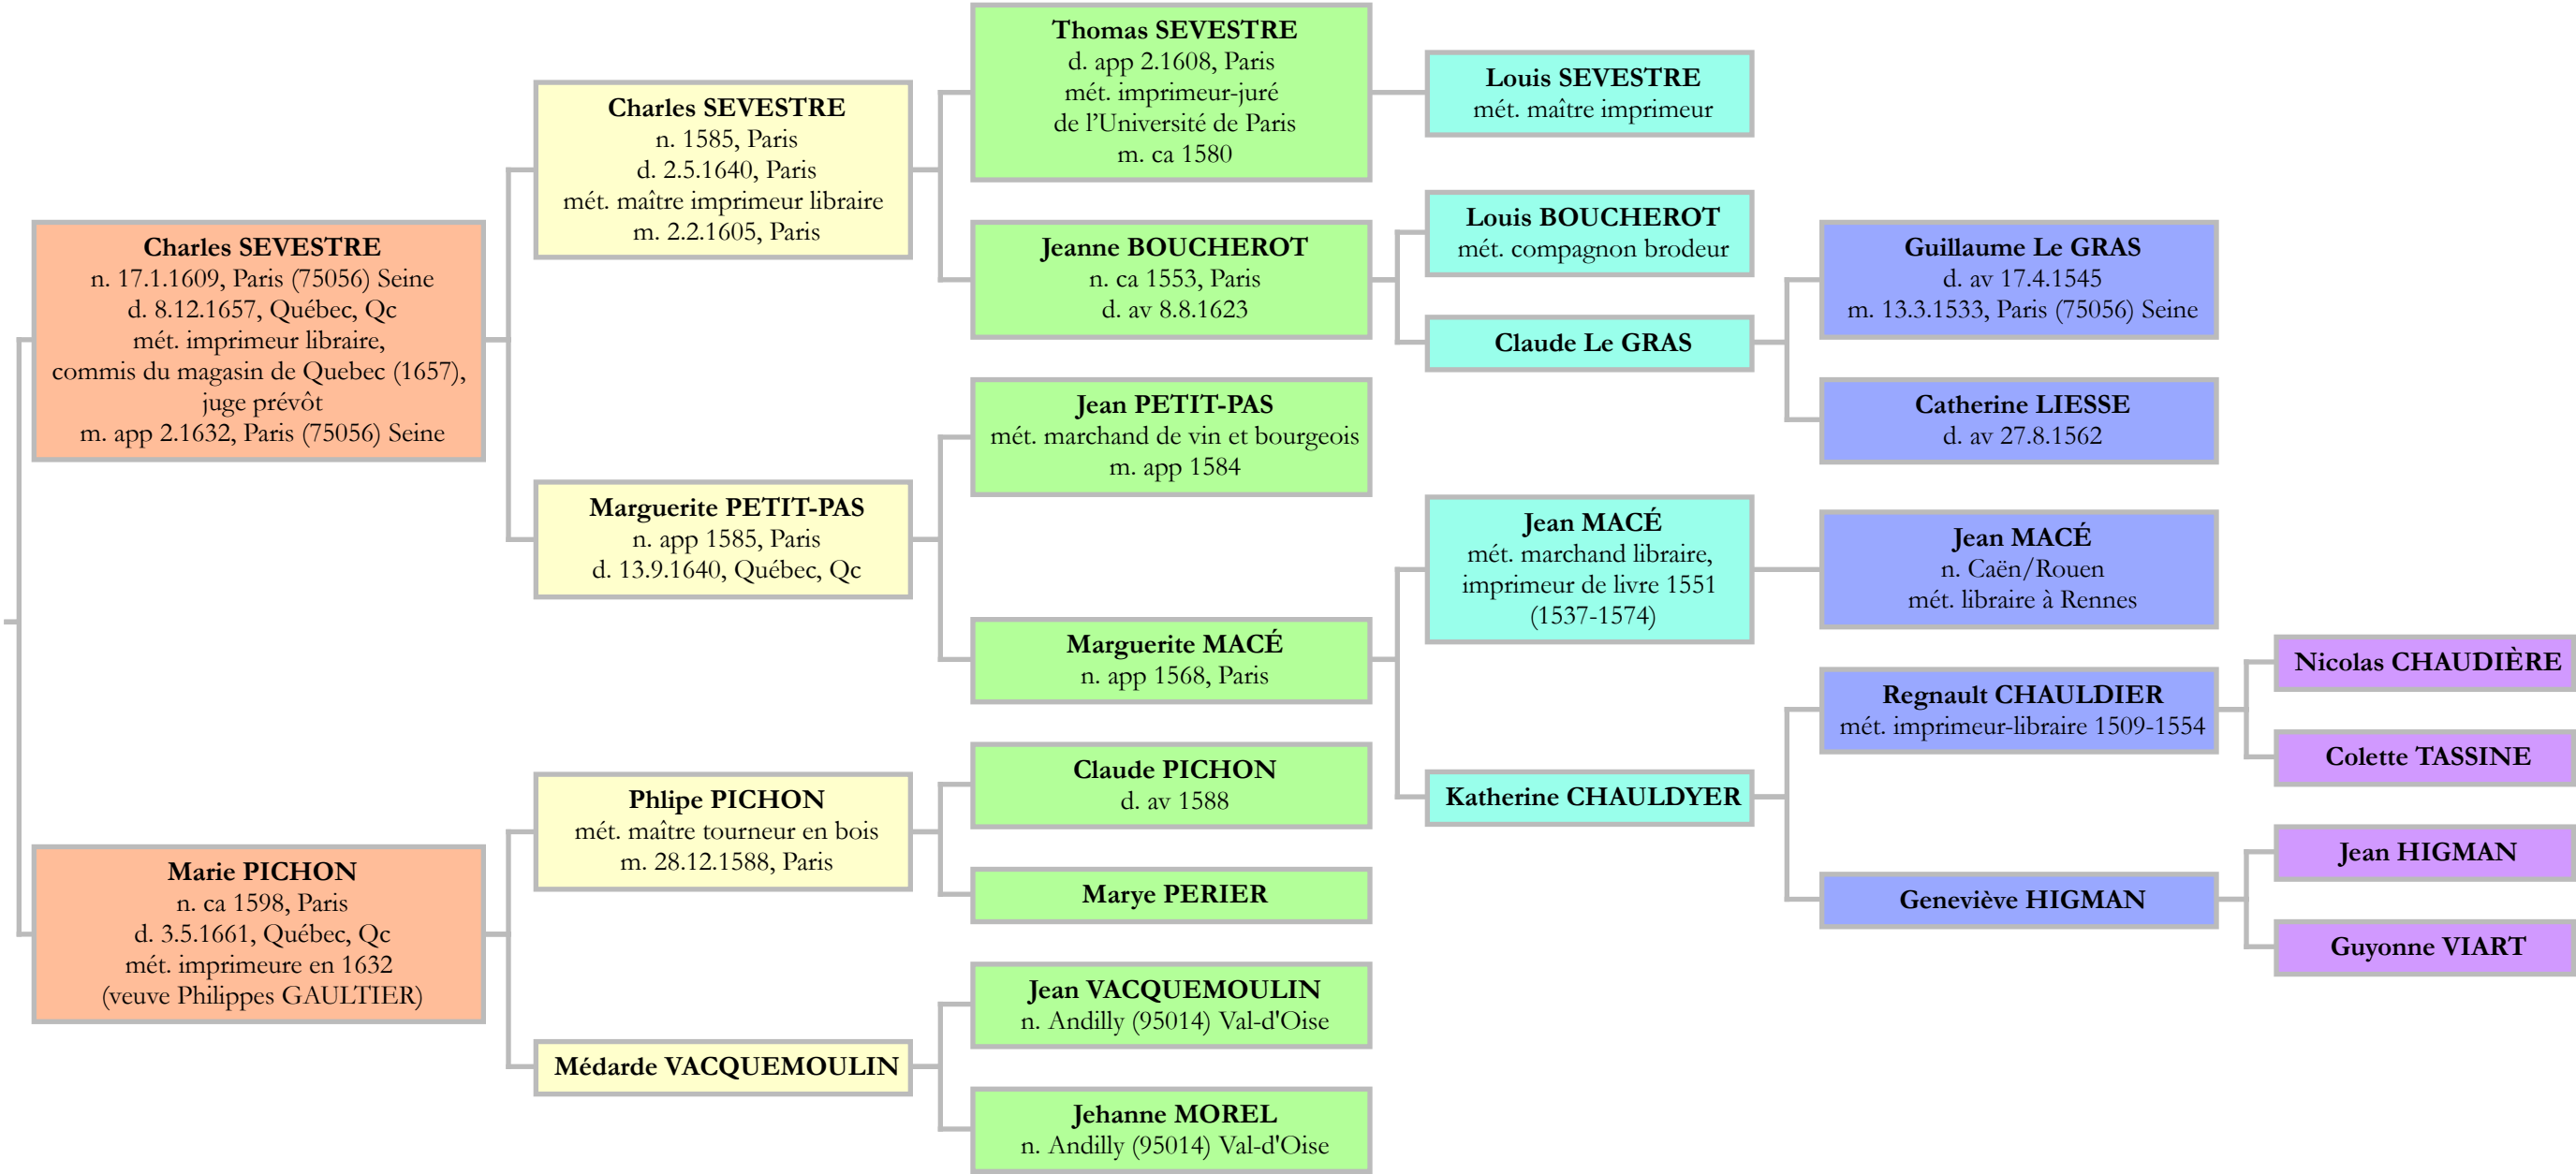 Charles SEVESTRE
n. 17.1.1609, Paris (75056) Seine
d. 8.12.1657, Québec, Qc
mét. imprimeur libraire,
commis du magasin de Quebec (1657),
juge prévôt
m. app 2.1632, Paris (75056) Seine
Marie PICHON
n. ca 1598, Paris
d. 3.5.1661, Québec, Qc
mét. imprimeure en 1632
(veuve Philippes GAULTIER)
Charles SEVESTRE
n. 1585, Paris
d. 2.5.1640, Paris
mét. maître imprimeur libraire
m. 2.2.1605, Paris
Marguerite PETIT-PAS
n. app 1585, Paris
d. 13.9.1640, Québec, Qc
Phlipe PICHON
mét. maître tourneur en bois
m. 28.12.1588, Paris
Médarde VACQUEMOULIN
Thomas SEVESTRE
d. app 2.1608, Paris
mét. imprimeur-juré
de l’Université de Paris
m. ca 1580
Jeanne BOUCHEROT
n. ca 1553, Paris
d. av 8.8.1623
Jean PETIT-PAS
mét. marchand de vin et bourgeois
m. app 1584
Marguerite MACÉ
n. app 1568, Paris
Claude PICHON
d. av 1588
Marye PERIER
Jean VACQUEMOULIN
n. Andilly (95014) Val-d'Oise
Jehanne MOREL
n. Andilly (95014) Val-d'Oise
Louis SEVESTRE
mét. maître imprimeur
Louis BOUCHEROT
mét. compagnon brodeur
Claude Le GRAS
Jean MACÉ
mét. marchand libraire,
imprimeur de livre 1551
(1537-1574)
Katherine CHAULDYER
Guillaume Le GRAS
d. av 17.4.1545
m. 13.3.1533, Paris (75056) Seine
Catherine LIESSE
d. av 27.8.1562
Jean MACÉ
n. Caën/Rouen
mét. libraire à Rennes
Regnault CHAULDIER
mét. imprimeur-libraire 1509-1554
Geneviève HIGMAN
Nicolas CHAUDIÈRE
Colette TASSINE
Jean HIGMAN
Guyonne VIART